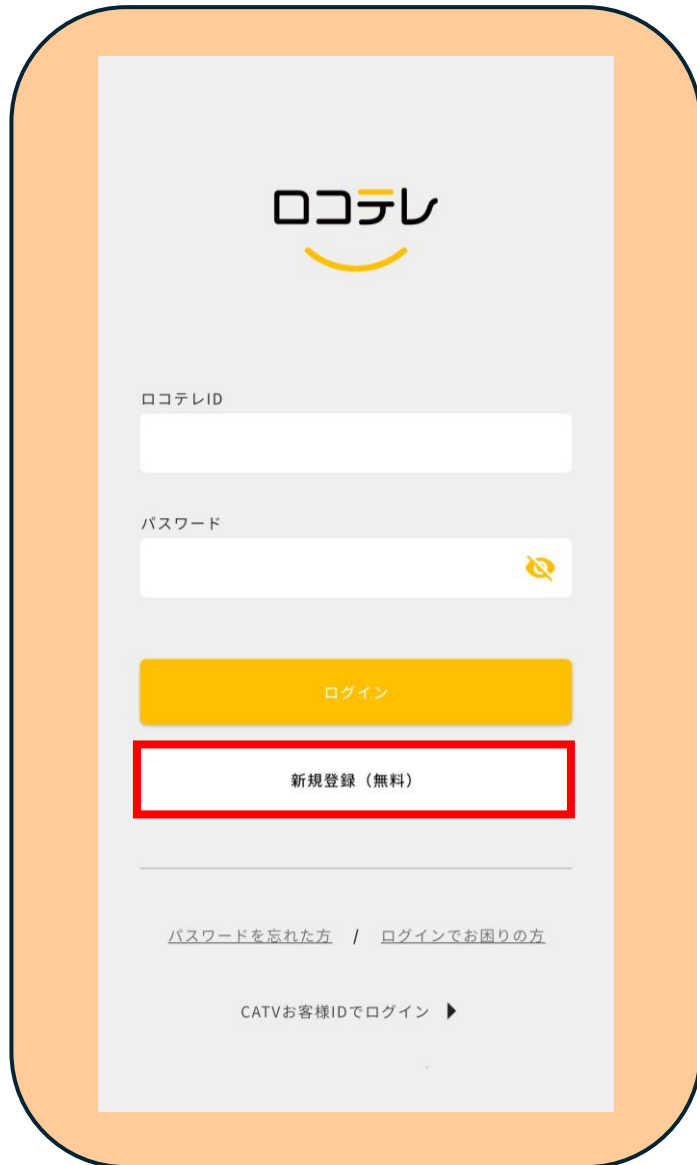 ロコテレ
ロコテレID
パスワード
ログイン
新規登録（無料）
パスワードを忘れた方 / ログインでお困りの方
CATVお客様IDでログイン ▶